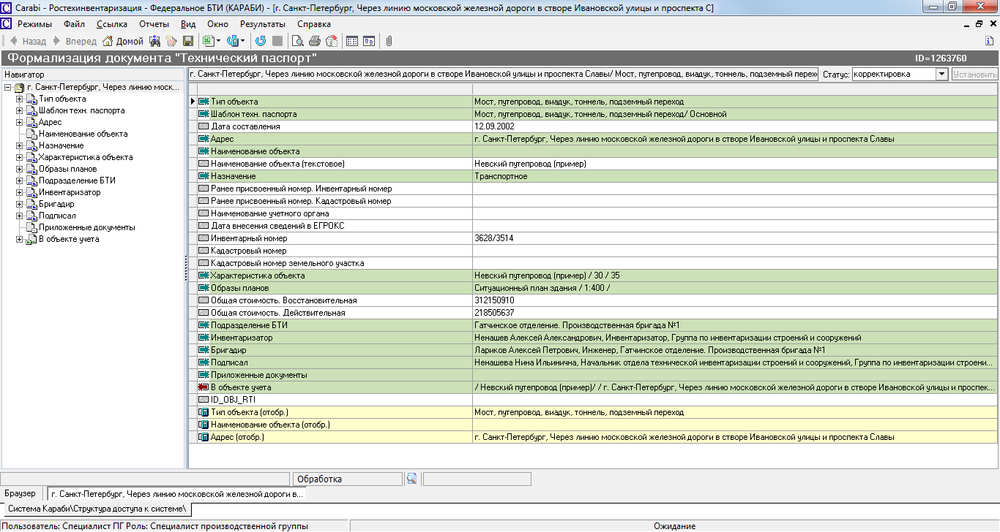 Carabi - Ростехинвентаризация - Федеральное БТИ (КАРАБИ) - [г. Санкт-Петербург, Через линию московской железной дороги в створе Ивановской улицы и проспекта С]
Режимы Файл Ссылка Отчеты Вид Окно Результаты Справка
Назад Вперед Домой
Формализация документа "Технический паспорт" ID=1263760
Навигатор
г. Санкт-Петербург, Через линию моск...
Тип объекта
Шаблон техн. паспорта
Адрес
Наименование объекта
Назначение
Характеристика объекта
Образы планов
Подразделение БТИ
Инвентаризатор
Бригадир
Подписал
Приложенные документы
В объекте учета
г. Санкт-Петербург, Через линию московской железной дороги в створе Ивановской улицы и проспекта Славы/ Мост, путепровод, виадук, тоннель, подземный перехо Статус: корректировка Установить
Тип объекта Мост, путепровод, виадук, тоннель, подземный переход
Шаблон техн. паспорта Мост, путепровод, виадук, тоннель, подземный переход/ Основной
Дата составления 12.09.2002
Адрес г. Санкт-Петербург, Через линию московской железной дороги в створе Ивановской улицы и проспекта Славы
Наименование объекта
Наименование объекта (текстовое) Невский путепровод (пример)
Назначение Транспортное
Ранее присвоенный номер. Инвентарный номер
Ранее присвоенный номер. Кадастровый номер
Наименование учетного органа
Дата внесения сведений в ЕГРОКС
Инвентарный номер 3628/3514
Кадастровый номер
Кадастровый номер земельного участка
Характеристика объекта Невский путепровод (пример) / 30 / 35
Образы планов Ситуационный план здания / 1:400 /
Общая стоимость. Восстановительная 312150910
Общая стоимость. Действительная 218505637
Подразделение БТИ Гатчинское отделение. Производственная бригада №1
Инвентаризатор Ненашев Алексей Александрович, Инвентаризатор, Группа по инвентаризации строений и сооружений
Бригадир Лариков Алексей Петрович, Инженер, Гатчинское отделение. Производственная бригада №1
Подписал Ненашева Нина Ильинична, Начальник отдела технической инвентаризации строений и сооружений, Группа по инвентаризации строени...
Приложенные документы
В объекте учета / Невский путепровод (пример)/ / г. Санкт-Петербург, Через линию московской железной дороги в створе Ивановской улицы и проспек...
ID_OBJ_RTI
Тип объекта (отобр.) Мост, путепровод, виадук, тоннель, подземный переход
Наименование объекта (отобр.)
Адрес (отобр.) г. Санкт-Петербург, Через линию московской железной дороги в створе Ивановской улицы и проспекта Славы
Обработка
Браузер г. Санкт-Петербург, Через линию московской железной дороги в...
Система Караби\Структура доступа к системе\
Пользователь: Специалист ПГ Роль: Специалист производственной группы Ожидание